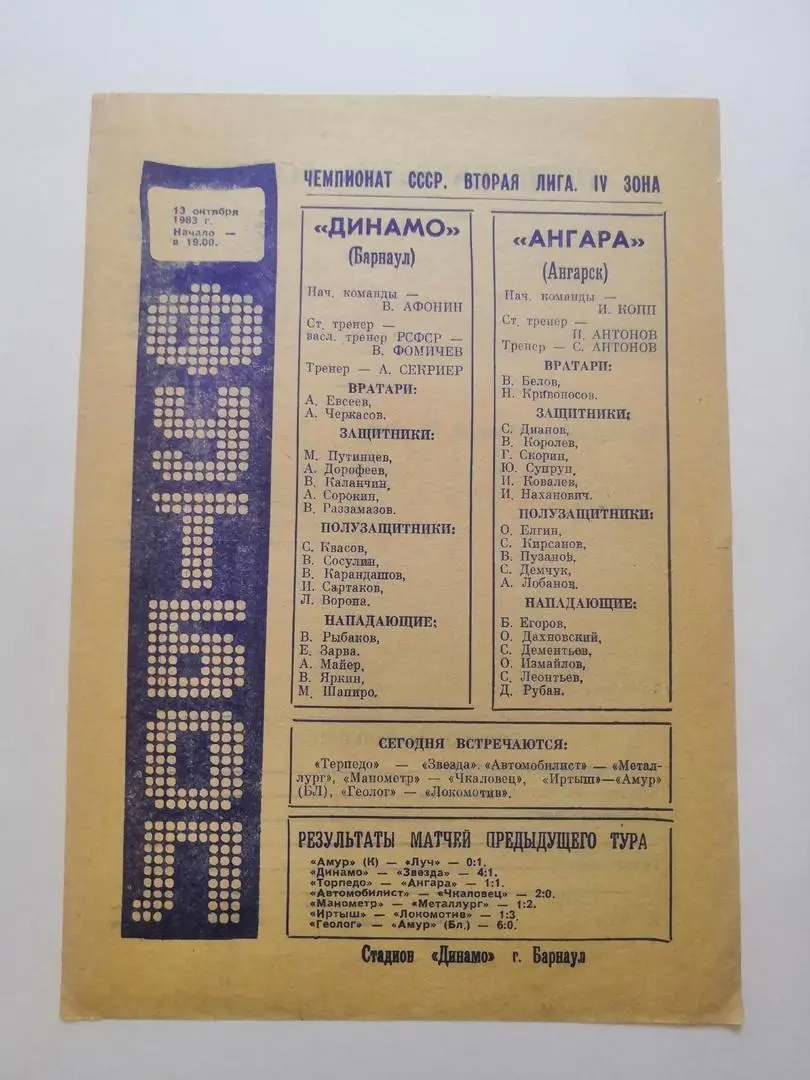 13 октября
1983 г.
Начало —
в 19.00.
ФУТБОЛ
ЧЕМПИОНАТ СССР. ВТОРАЯ ЛИГА. IV ЗОНА
«ДИНАМО»
(Барнаул)
Нач. команды —
В. АФОНИН
Ст. тренер —
васл. тренер РСФСР —
В. ФОМИЧЕВ
Тренер — А. СЕКРИЕР
ВРАТАРИ:
А. Евсеев,
А. Черкасов.
ЗАЩИТНИКИ:
М. Путинцев,
А. Дорофеев,
В. Каланчин,
А. Сорокин,
В. Раззамазов.
ПОЛУЗАЩИТНИКИ:
С. Квасов,
В. Сосулин,
В. Карандашов,
И. Сартаков,
Л. Ворона.
НАПАДАЮЩИЕ:
В. Рыбаков,
Е. Зарва.
А. Майер,
В. Яркин,
М. Шапиро.
«АНГАРА»
(Ангарск)
Нач. команды —
И. КОПП
Ст. тренер —
П. АНТОНОВ
Тренер — С. АНТОНОВ
ВРАТАРИ:
В. Белов,
Н. Кривоносов.
ЗАЩИТНИКИ:
С. Дианов,
В. Королев,
Г. Скорин,
Ю. Супруп,
И. Ковалев,
И. Наханович.
ПОЛУЗАЩИТНИКИ:
О. Елгин,
С. Кирсанов,
В. Пузанов,
С. Демчук,
А. Лобанов.
НАПАДАЮЩИЕ:
Б. Егоров,
О. Дахновский,
С. Дементьев,
О. Измайлов,
С. Леонтьев,
Д. Рубан.
СЕГОДНЯ ВСТРЕЧАЮТСЯ:
«Терпедо» — «Звезда». «Автомобилист» — «Метал-
лург», «Манометр» — «Чкаловец», «Иртыш»—«Амур»
(БЛ), «Геолог» — «Локомотив».
РЕЗУЛЬТАТЫ МАТЧЕЙ ПРЕДЫДУЩЕГО ТУРА
«Амур» (К) — «Луч» — 0:1.
«Динамо» — «Звезда» — 4:1.
«Торпедо» — «Ангара» — 1:1.
«Автомобилист» — «Чкаловец» — 2:0.
«Манометр» — «Металлург» — 1:2.
«Иртыш» — «Локомотив» — 1:3.
«Геолог» — «Амур» (Бл.) — 6:0.
Стадион «Динамо» г. Барнаул